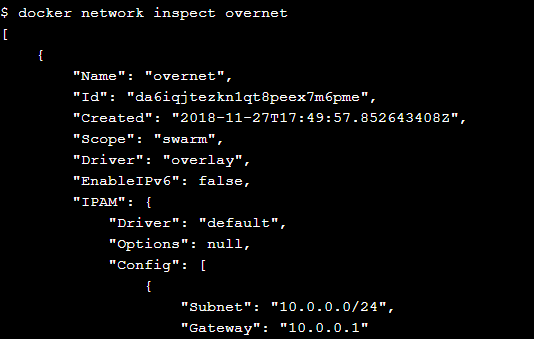 $ docker network inspect overnet
[
    {
        "Name": "overnet",
        "Id": "da6iqjtezkn1qt8peex7m6pme",
        "Created": "2018-11-27T17:49:57.852643408Z",
        "Scope": "swarm",
        "Driver": "overlay",
        "EnableIPv6": false,
        "IPAM": {
            "Driver": "default",
            "Options": null,
            "Config": [
                {
                    "Subnet": "10.0.0.0/24",
                    "Gateway": "10.0.0.1"